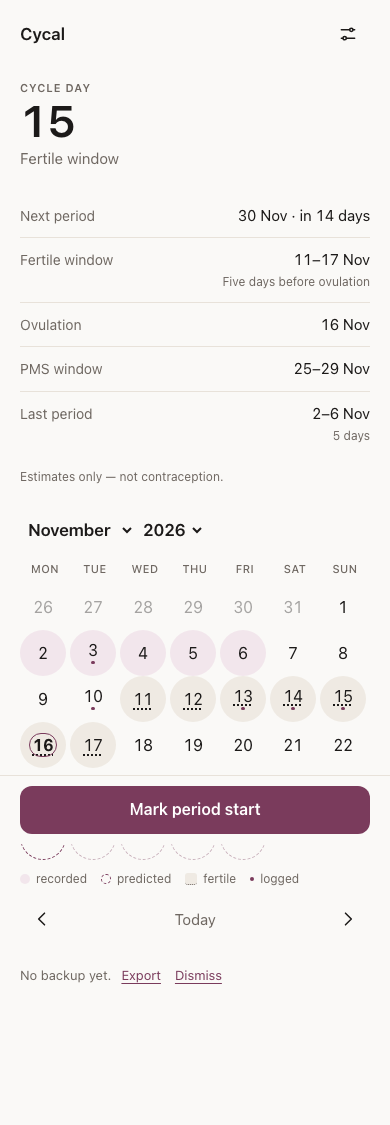 Cycal
CYCLE DAY
15
Fertile window
Next period 30 Nov · in 14 days
Fertile window 11–17 Nov
Five days before ovulation
Ovulation 16 Nov
PMS window 25–29 Nov
Last period 2–6 Nov
5 days
Estimates only — not contraception.
November 2026
MON TUE WED THU FRI SAT SUN
26 27 28 29 30 31 1
2 3 4 5 6 7 8
9 10 11 12 13 14 15
16 17 18 19 20 21 22
Mark period start
recorded predicted fertile logged
Today
No backup yet. Export Dismiss